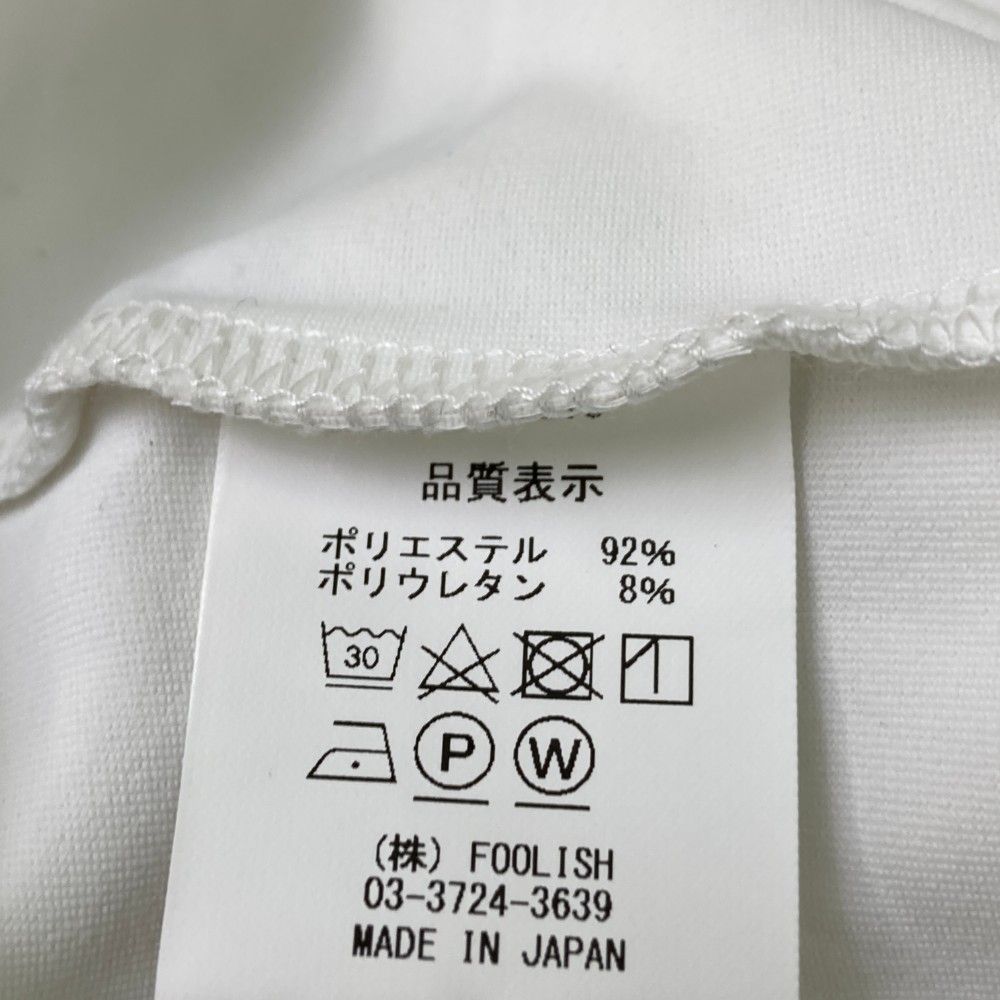 品質表示
ポリエステル 92%
ポリウレタン 8%
30
P W
(株) FOOLISH
03-3724-3639
MADE IN JAPAN